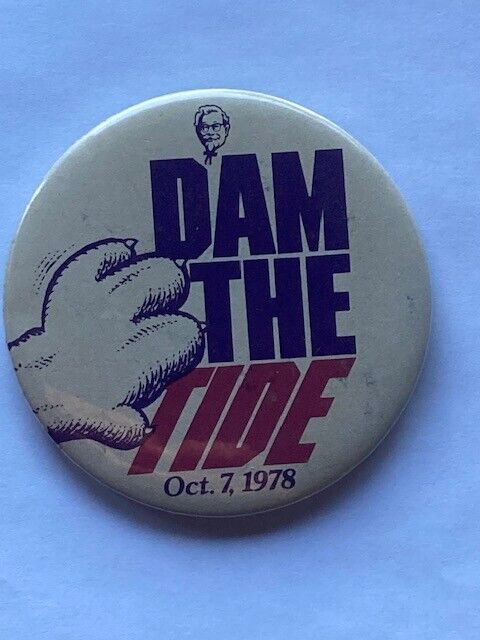 DAM
THE
TIDE
Oct. 7, 1978